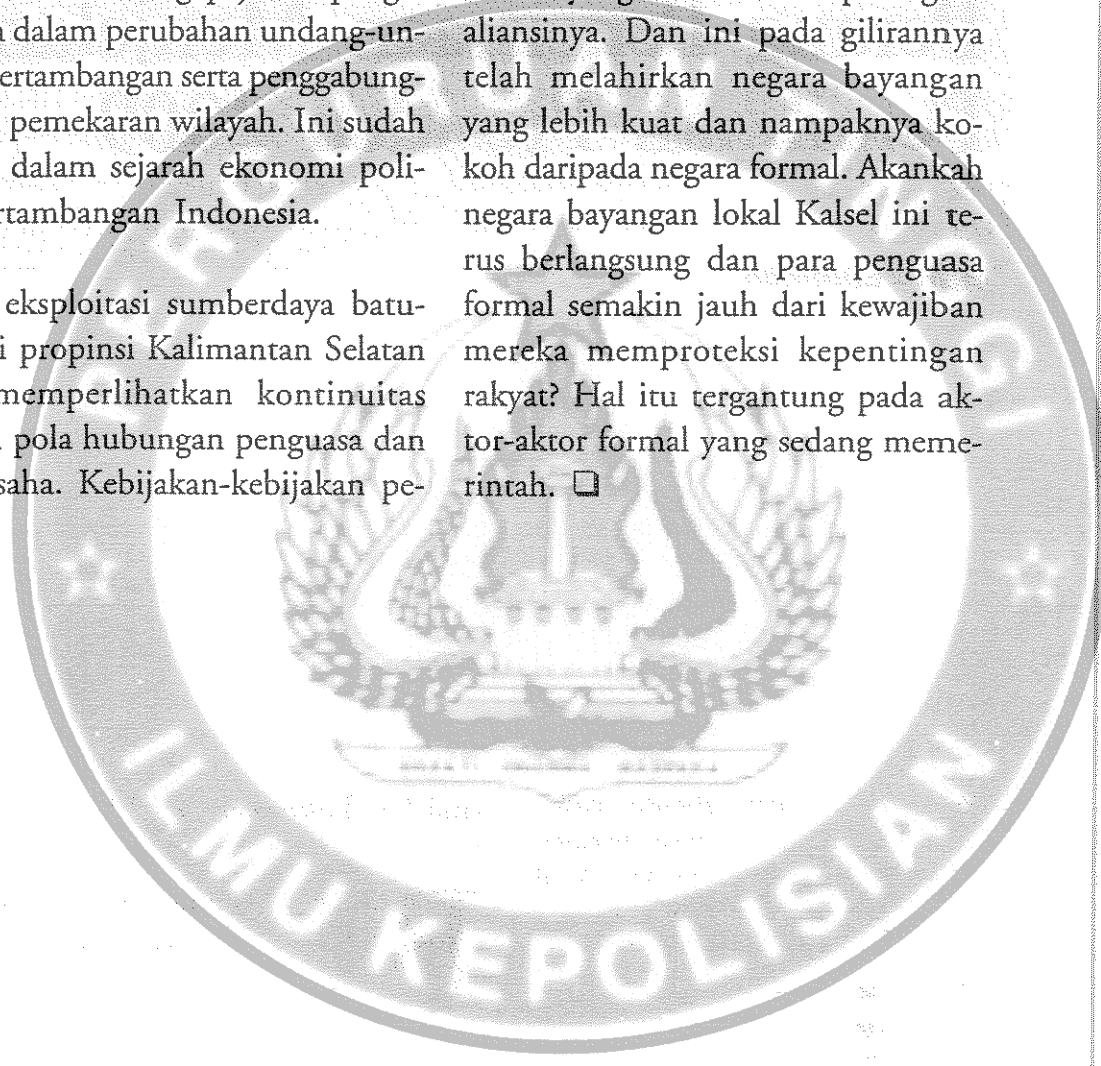 dalam perubahan undang-un-
ertambangan serta penggabung-
pemekaran wilayah. Ini sudah
dalam sejarah ekonomi poli-
rtambangan Indonesia.
eksploitasi sumberdaya batu-
i propinsi Kalimantan Selatan
memperlihatkan kontinuitas
pola hubungan penguasa dan
saha. Kebijakan-kebijakan pe-
aliansinya. Dan ini pada gilirannya
telah melahirkan negara bayangan
yang lebih kuat dan nampaknya ko-
koh daripada negara formal. Akankah
negara bayangan lokal Kalsel ini te-
rus berlangsung dan para penguasa
formal semakin jauh dari kewajiban
mereka memproteksi kepentingan
rakyat? Hal itu tergantung pada ak-
tor-aktor formal yang sedang meme-
rintah. ❑
PERGURUAN TINGGI
ILMU KEPOLISIAN